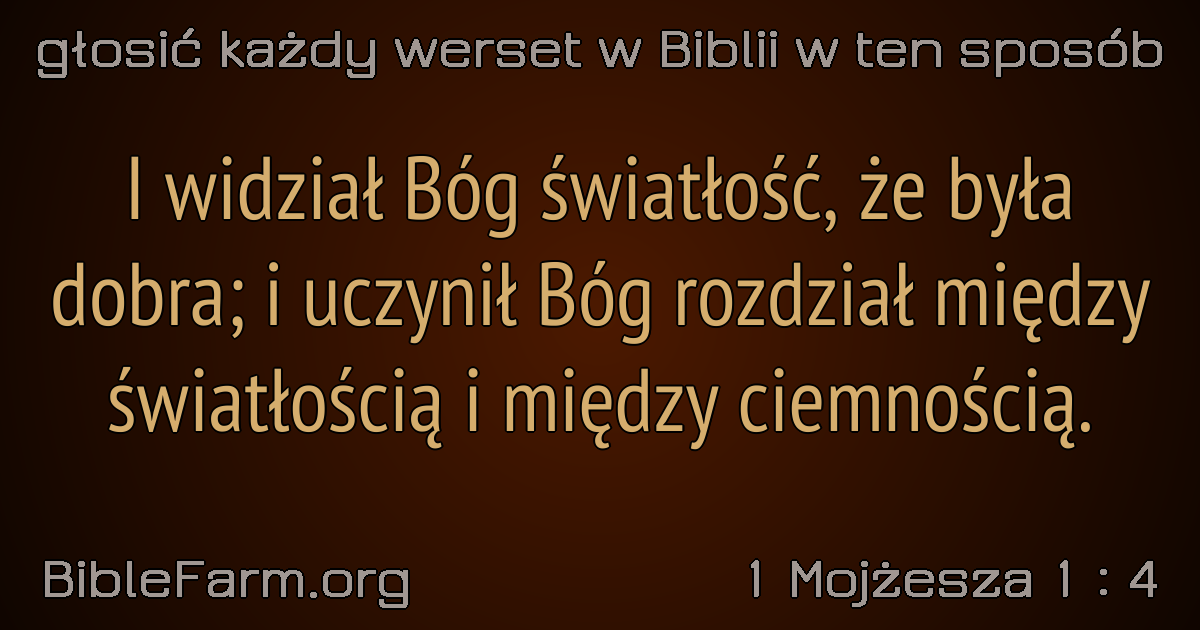 głosić każdy werset w Biblii w ten sposób
I widział Bóg światłość, że była
dobra; i uczynił Bóg rozdział między
światłością i między ciemnością.
BibleFarm.org
1 Mojżesza 1 : 4